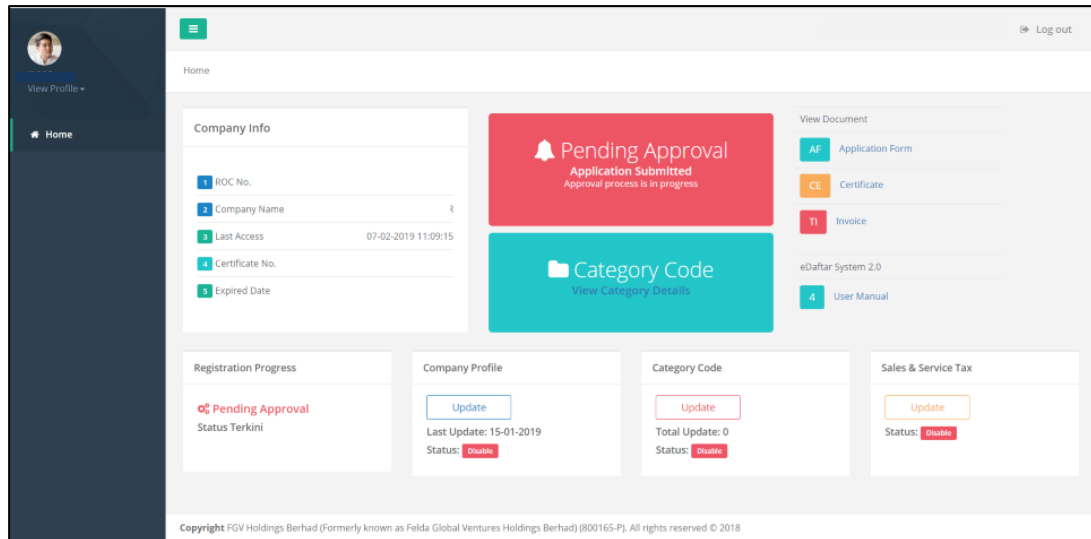 Log out
View Profile
Home
Home
Company Info
1 ROC No.
2 Company Name
3 Last Access 07-02-2019 11:09:15
4 Certificate No.
5 Expired Date
Pending Approval
Application Submitted
Approval process is in progress
Category Code
View Category Details
View Document
AF Application Form
CE Certificate
TI Invoice
eDaftar System 2.0
4 User Manual
Registration Progress
Pending Approval
Status Terkini
Company Profile
Update
Last Update: 15-01-2019
Status: Disable
Category Code
Update
Total Update: 0
Status: Disable
Sales & Service Tax
Update
Status: Disable
Copyright FGV Holdings Berhad (Formerly known as Felda Global Ventures Holdings Berhad) (800165-P). All rights reserved © 2018